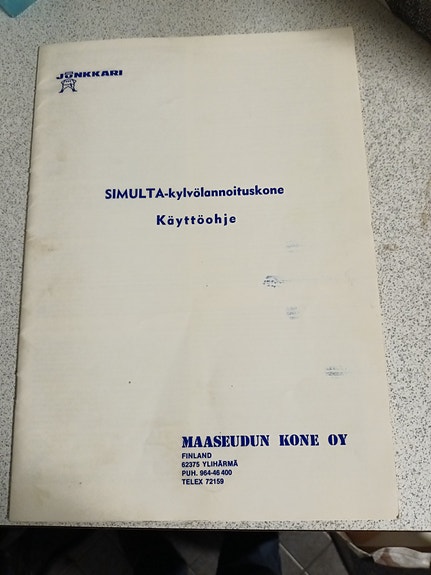 JUNKKARI
SIMULTA-kylvölannoituskone
Käyttöohje
MAASEUDUN KONE OY
FINLAND
62375 YLIHÄRMÄ
PUH. 964-46 400
TELEX 72159